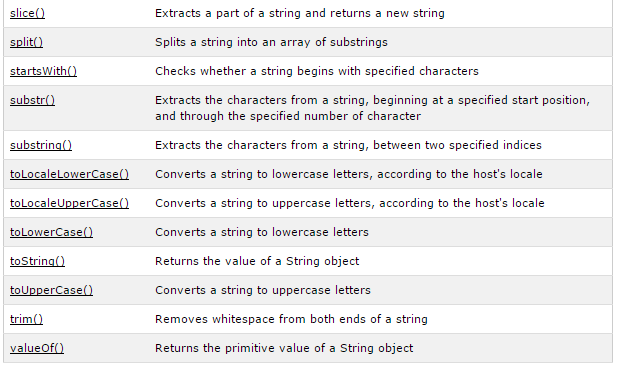 slice() Extracts a part of a string and returns a new string
split() Splits a string into an array of substrings
startsWith() Checks whether a string begins with specified characters
substr() Extracts the characters from a string, beginning at a specified start position,
and through the specified number of character
substring() Extracts the characters from a string, between two specified indices
toLocaleLowerCase() Converts a string to lowercase letters, according to the host's locale
toLocaleUpperCase() Converts a string to uppercase letters, according to the host's locale
toLowerCase() Converts a string to lowercase letters
toString() Returns the value of a String object
toUpperCase() Converts a string to uppercase letters
trim() Removes whitespace from both ends of a string
valueOf() Returns the primitive value of a String object